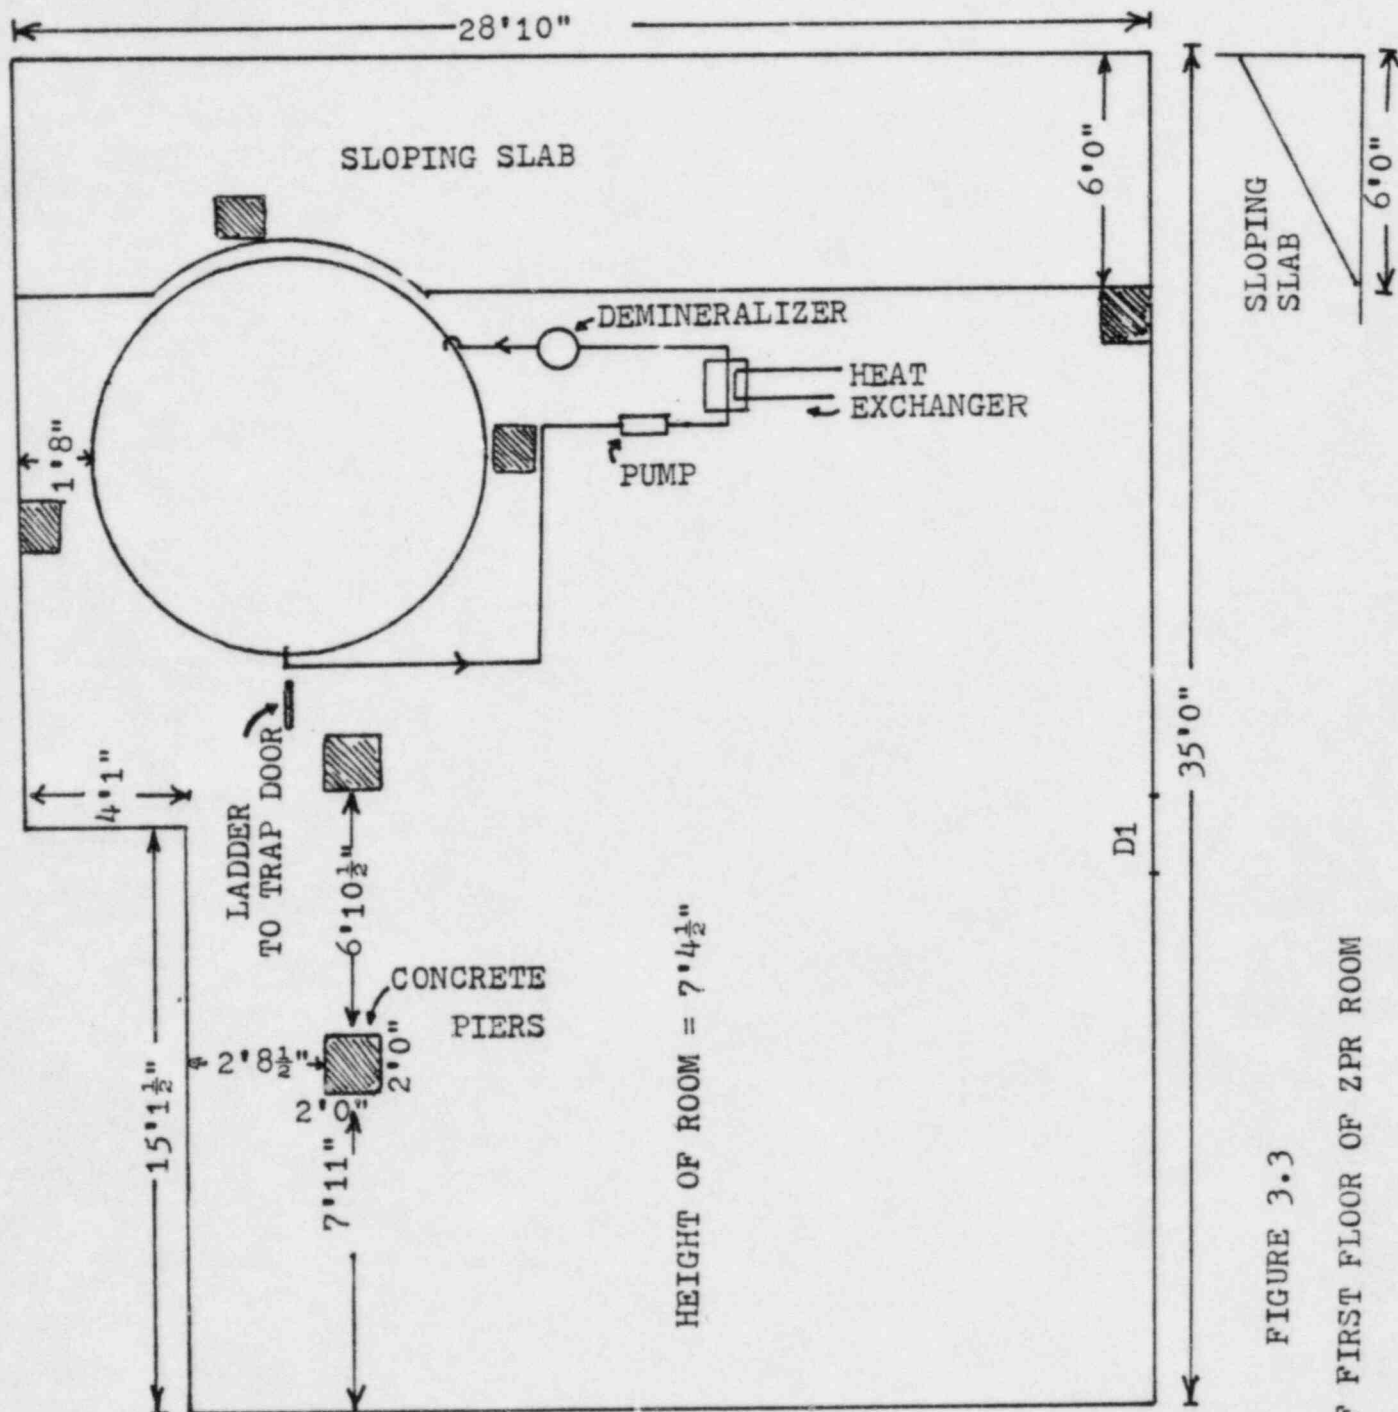 28'10"
SLOPING SLAB
6'0"
6'0"
SLOPING
SLAB
DEMINERALIZER
HEAT
EXCHANGER
PUMP
1'8"
35'0"
4'1"
LADDER
TO TRAP DOOR
D1
6'10½"
CONCRETE
PIERS
2'8½"
2'0"
2'0"
15'1½"
7'11"
HEIGHT OF ROOM = 7'4½"
FIGURE 3.3
FIRST FLOOR OF ZPR ROOM